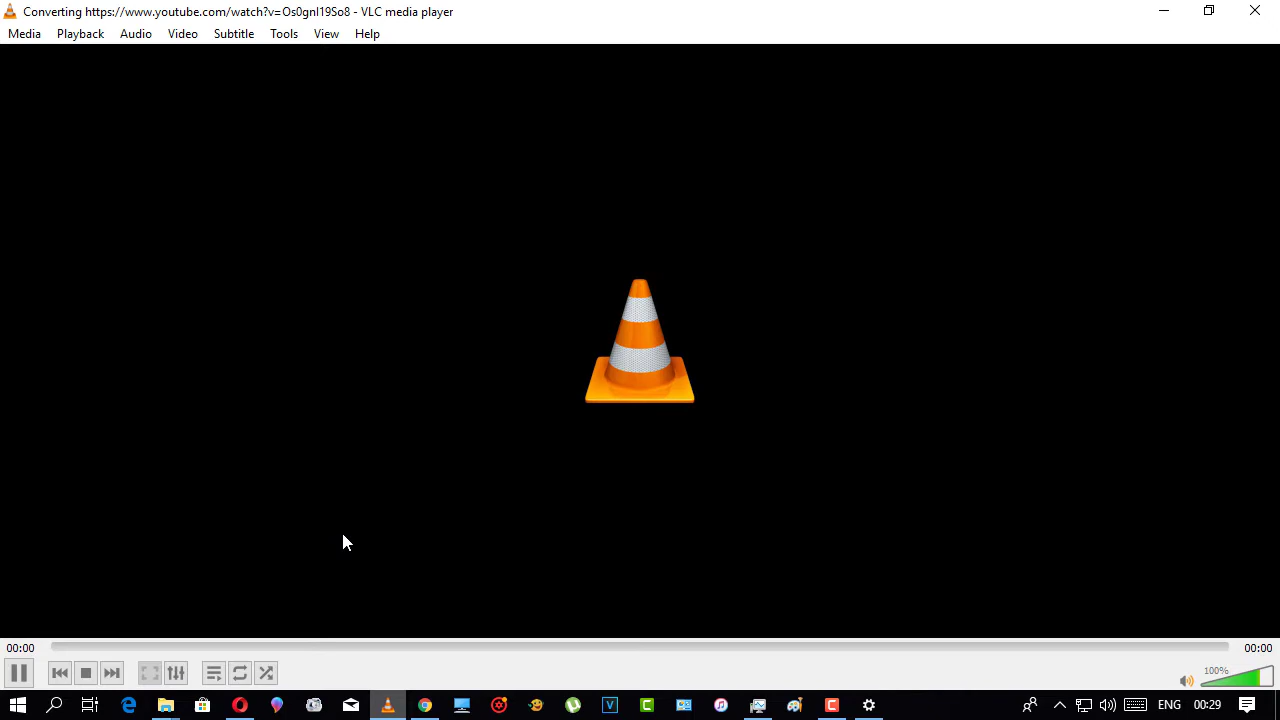 Converting https://www.youtube.com/watch?v=Os0gnl19So8 - VLC media player
Media Playback Audio Video Subtitle Tools View Help
00:00 00:00
100%
ENG 00:29